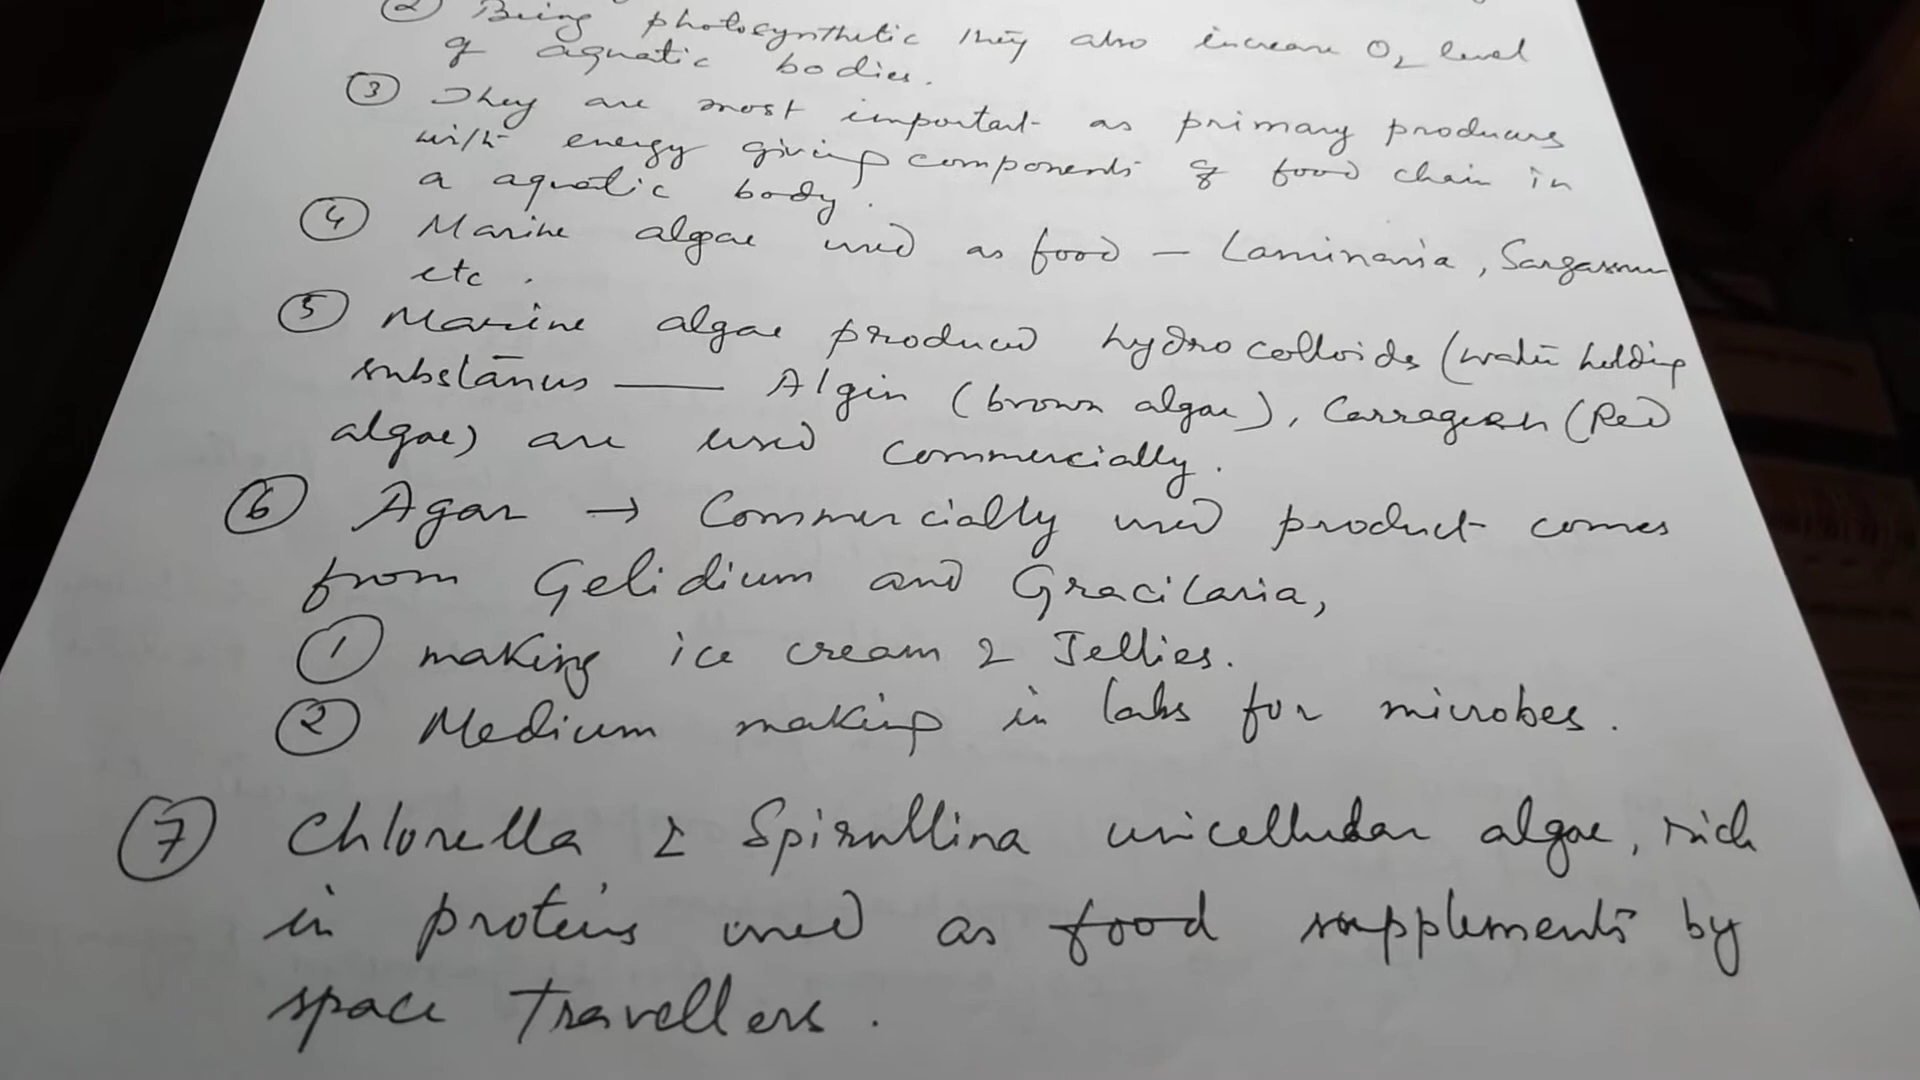 ② Being photosynthetic they also increase O₂ level
of aquatic bodies.
③ They are most important as primary producers
with energy giving components of food chain in
a aquatic body.
④ Marine algae used as food — Laminaria, Sargassum
etc.
⑤ Marine algae produced hydrocolloids (water holding
substances —— Algin (brown algae), Carrageen (Red
algae) are used commercially.
⑥ Agar → Commercially used product comes
from Gelidium and Gracilaria,
① making ice cream & Jellies.
② Medium making in labs for microbes.
⑦ Chlorella & Spirullina unicellular algae, rich
in proteins used as food supplements by
space travellers.